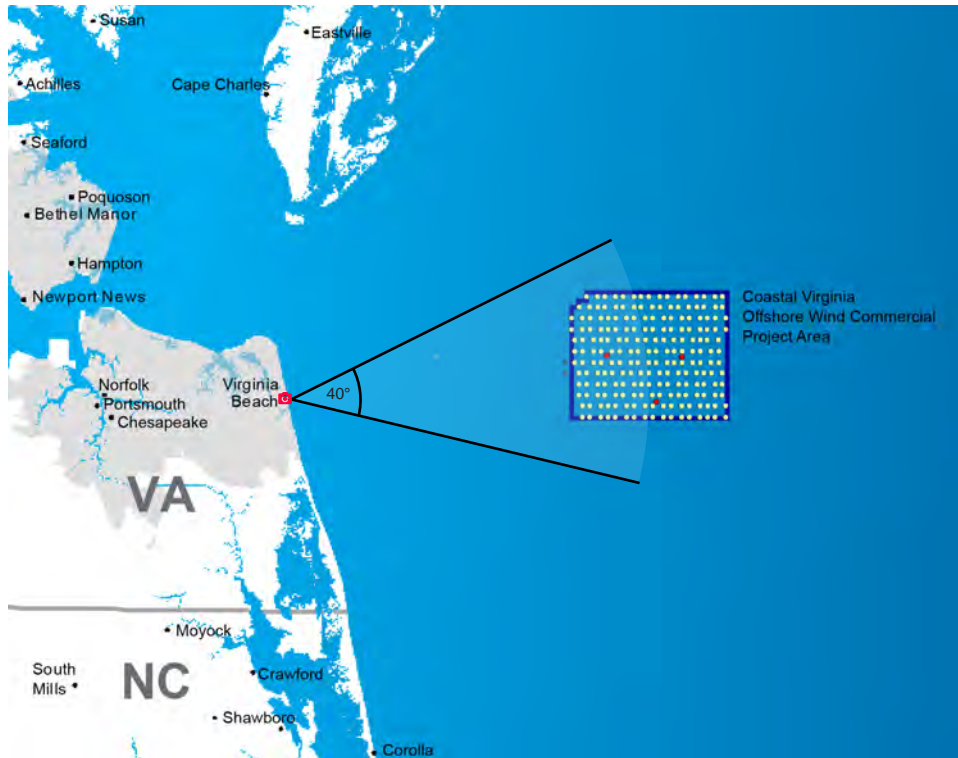 Susan
Eastville
Achilles
Cape Charles
Seaford
Poquoson
Bethel Manor
Hampton
Newport News
Coastal Virginia
Offshore Wind Commercial
Project Area
Norfolk
Portsmouth
Chesapeake
Virginia
Beach
40°
VA
Moyock
NC
South
Mills
Crawford
Shawboro
Corolla